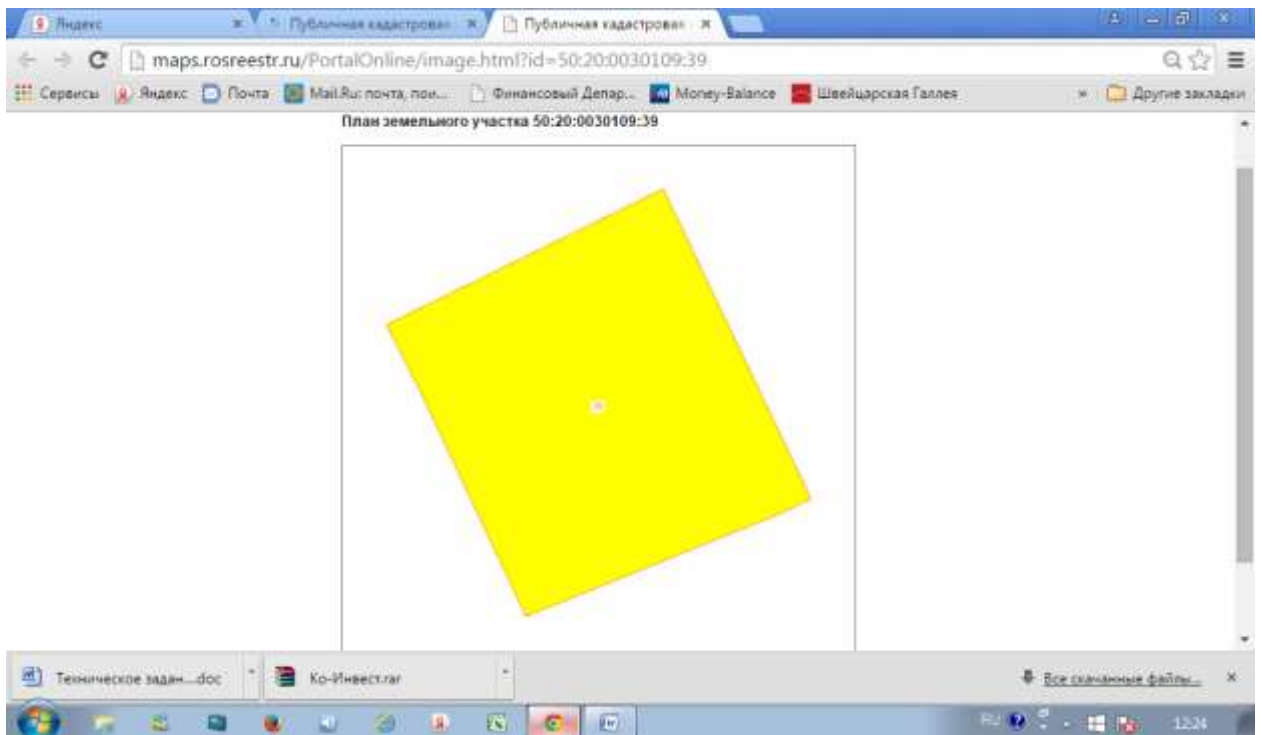 Яндекс
Публичная кадастровая
Публичная кадастровая
maps.rosreestr.ru/PortalOnline/image.html?id=50:20:0030109:39
Сервисы Яндекс Почта Mail.Ru: почта, пои... Финансовый Депар... Money-Balance Швейцарская Галлея » Другие закладки
План земельного участка 50:20:0030109:39
Техническое задан....doc Ко-Инвест.rar Все скачанные файлы...
RU 12:24